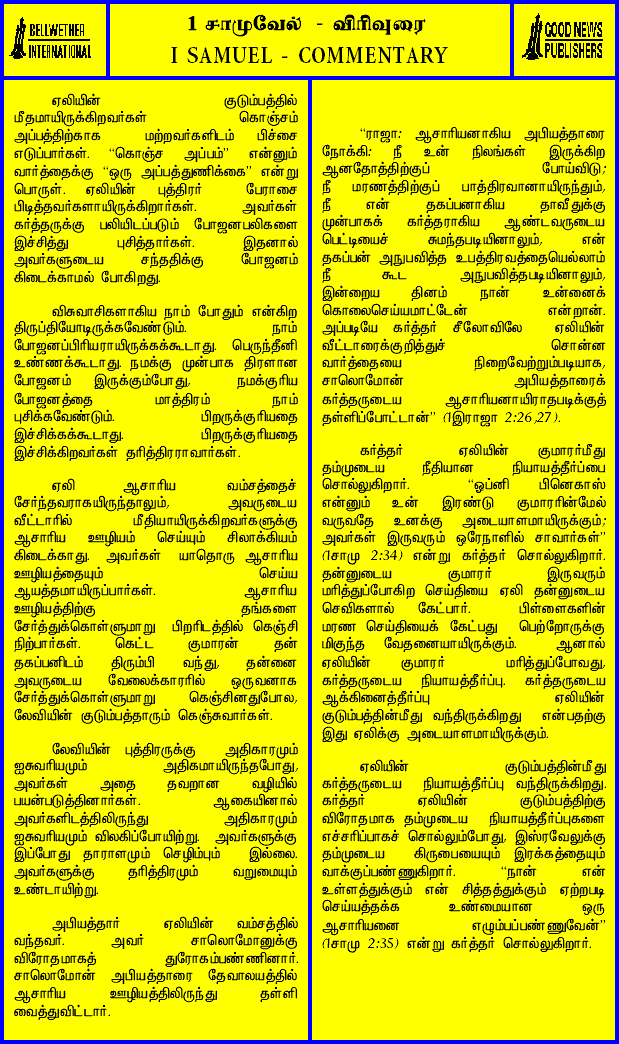 BELLWETHER
INTERNATIONAL
1 சாமுவேல் - விரிவுரை
I SAMUEL - COMMENTARY
GOOD NEWS
PUBLISHERS
ஏலியின் குடும்பத்தில்
மீதமாயிருக்கிறவர்கள் கொஞ்சம்
அப்பத்திற்காக மற்றவர்களிடம் பிச்சை
எடுப்பார்கள். “கொஞ்ச அப்பம்” என்னும்
வார்த்தைக்கு “ஒரு அப்பத்துணிக்கை” என்று
பொருள். ஏலியின் புத்திரர் பேராசை
பிடித்தவர்களாயிருக்கிறார்கள். அவர்கள்
கர்த்தருக்கு பலியிடப்படும் போஜனபலிகளை
இச்சித்து புசித்தார்கள். இதனால்
அவர்களுடைய சந்ததிக்கு போஜனம்
கிடைக்காமல் போகிறது.
விசுவாசிகளாகிய நாம் போதும் என்கிற
திருப்தியோடிருக்கவேண்டும். நாம்
போஜனப்பிரியராயிருக்கக்கூடாது. பெருந்தீனி
உண்ணக்கூடாது. நமக்கு முன்பாக திரளான
போஜனம் இருக்கும்போது, நமக்குரிய
போஜனத்தை மாத்திரம் நாம்
புசிக்கவேண்டும். பிறருக்குரியதை
இச்சிக்கக்கூடாது. பிறருக்குரியதை
இச்சிக்கிறவர்கள் தரித்திரராவார்கள்.
ஏலி ஆசாரிய வம்சத்தைச்
சேர்ந்தவராகயிருந்தாலும், அவருடைய
வீட்டாரில் மீதியாயிருக்கிறவர்களுக்கு
ஆசாரிய ஊழியம் செய்யும் சிலாக்கியம்
கிடைக்காது. அவர்கள் யாதொரு ஆசாரிய
ஊழியத்தையும் செய்ய
ஆயத்தமாயிருப்பார்கள். ஆசாரிய
ஊழியத்திற்கு தங்களை
சேர்த்துக்கொள்ளுமாறு பிறரிடத்தில் கெஞ்சி
நிற்பார்கள். கெட்ட குமாரன் தன்
தகப்பனிடம் திரும்பி வந்து, தன்னை
அவருடைய வேலைக்காரரில் ஒருவனாக
சேர்த்துக்கொள்ளுமாறு கெஞ்சினதுபோல,
லேவியின் குடும்பத்தாரும் கெஞ்சுவார்கள்.
லேவியின் புத்திரருக்கு அதிகாரமும்
ஐசுவரியமும் அதிகமாயிருந்தபோது,
அவர்கள் அதை தவறான வழியில்
பயன்படுத்தினார்கள். ஆகையினால்
அவர்களிடத்திலிருந்து அதிகாரமும்
ஐசுவரியமும் விலகிப்போயிற்று. அவர்களுக்கு
இப்போது தாராளமும் செழிம்பும் இல்லை.
அவர்களுக்கு தரித்திரமும் வறுமையும்
உண்டாயிற்று.
அபியத்தார் ஏலியின் வம்சத்தில்
வந்தவர். அவர் சாலொமோனுக்கு
விரோதமாகத் துரோகம்பண்ணினார்.
சாலொமோன் அபியத்தாரை தேவாலயத்தில்
ஆசாரிய ஊழியத்திலிருந்து தள்ளி
வைத்துவிட்டார்.
“ராஜா: ஆசாரியனாகிய அபியத்தாரை
நோக்கி: நீ உன் நிலங்கள் இருக்கிற
ஆனதோத்திற்குப் போய்விடு;
நீ மரணத்திற்குப் பாத்திரவானாயிருந்தும்,
நீ என் தகப்பனாகிய தாவீதுக்கு
முன்பாகக் கர்த்தராகிய ஆண்டவருடைய
பெட்டியைச் சுமந்தபடியினாலும், என்
தகப்பன் அநுபவித்த உபத்திரவத்தையெல்லாம்
நீ கூட அநுபவித்தபடியினாலும்,
இன்றைய தினம் நான் உன்னைக்
கொலைசெய்யமாட்டேன் என்றான்.
அப்படியே கர்த்தர் சீலோவிலே ஏலியின்
வீட்டாரைக்குறித்துச் சொன்ன
வார்த்தையை நிறைவேற்றும்படியாக,
சாலொமோன் அபியத்தாரைக்
கர்த்தருடைய ஆசாரியனாயிராதபடிக்குத்
தள்ளிப்போட்டான்” (1இராஜா 2:26,27).
கர்த்தர் ஏலியின் குமாரர்மீது
தம்முடைய நீதியான நியாயத்தீர்ப்பை
சொல்லுகிறார். “ஒப்னி பினெகாஸ்
என்னும் உன் இரண்டு குமாரரின்மேல்
வருவதே உனக்கு அடையாளமாயிருக்கும்;
அவர்கள் இருவரும் ஒரேநாளில் சாவார்கள்”
(1சாமு 2:34) என்று கர்த்தர் சொல்லுகிறார்.
தன்னுடைய குமாரர் இருவரும்
மரித்துப்போகிற செய்தியை ஏலி தன்னுடைய
செவிகளால் கேட்பார். பிள்ளைகளின்
மரண செய்தியைக் கேட்பது பெற்றோருக்கு
மிகுந்த வேதனையாயிருக்கும். ஆனால்
ஏலியின் குமாரர் மரித்துப்போவது,
கர்த்தருடைய நியாயத்தீர்ப்பு. கர்த்தருடைய
ஆக்கினைத்தீர்ப்பு ஏலியின்
குடும்பத்தின்மீது வந்திருக்கிறது என்பதற்கு
இது ஏலிக்கு அடையாளமாயிருக்கும்.
ஏலியின் குடும்பத்தின்மீது
கர்த்தருடைய நியாயத்தீர்ப்பு வந்திருக்கிறது.
கர்த்தர் ஏலியின் குடும்பத்திற்கு
விரோதமாக தம்முடைய நியாயத்தீர்ப்புகளை
எச்சரிப்பாகச் சொல்லும்போது, இஸ்ரவேலுக்கு
தம்முடைய கிருபையையும் இரக்கத்தையும்
வாக்குப்பண்ணுகிறார். “நான் என்
உள்ளத்துக்கும் என் சித்தத்துக்கும் ஏற்றபடி
செய்யத்தக்க உண்மையான ஒரு
ஆசாரியனை எழும்பப்பண்ணுவேன்”
(1சாமு 2:35) என்று கர்த்தர் சொல்லுகிறார்.